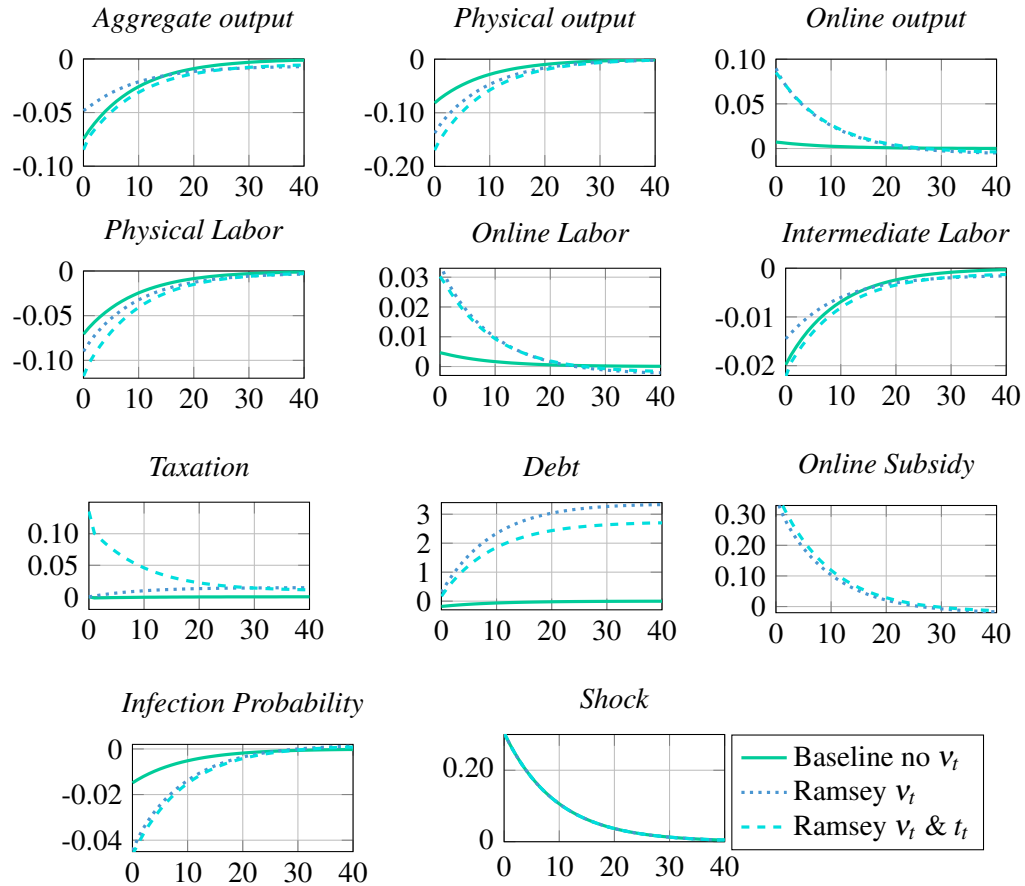 Aggregate output
Physical output
Online output
0
-0.05
-0.10
0 10 20 30 40
0
-0.10
-0.20
0 10 20 30 40
0.10
0.05
0
0 10 20 30 40
Physical Labor
Online Labor
Intermediate Labor
0
-0.05
-0.10
0 10 20 30 40
0.03
0.02
0.01
0
0 10 20 30 40
0
-0.01
-0.02
0 10 20 30 40
Taxation
Debt
Online Subsidy
0.10
0.05
0
0 10 20 30 40
3
2
1
0
0 10 20 30 40
0.30
0.20
0.10
0
0 10 20 30 40
Infection Probability
Shock
0
-0.02
-0.04
0 10 20 30 40
0.20
0
0 10 20 30 40
Baseline no νt
Ramsey νt
Ramsey νt & tt